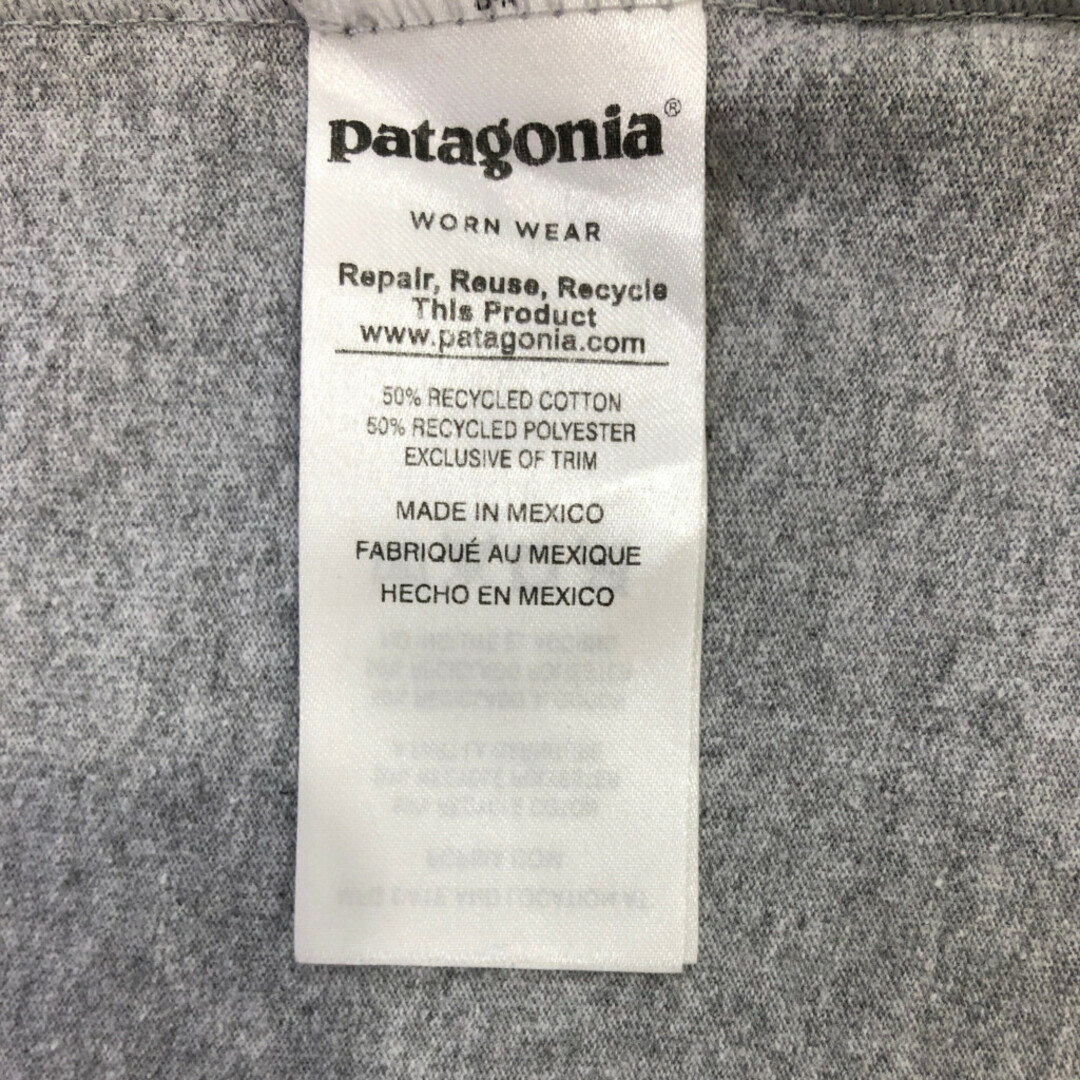 patagonia®
WORN WEAR
Repair, Reuse, Recycle
This Product
www.patagonia.com
50% RECYCLED COTTON
50% RECYCLED POLYESTER
EXCLUSIVE OF TRIM
MADE IN MEXICO
FABRIQUÉ AU MEXIQUE
HECHO EN MEXICO